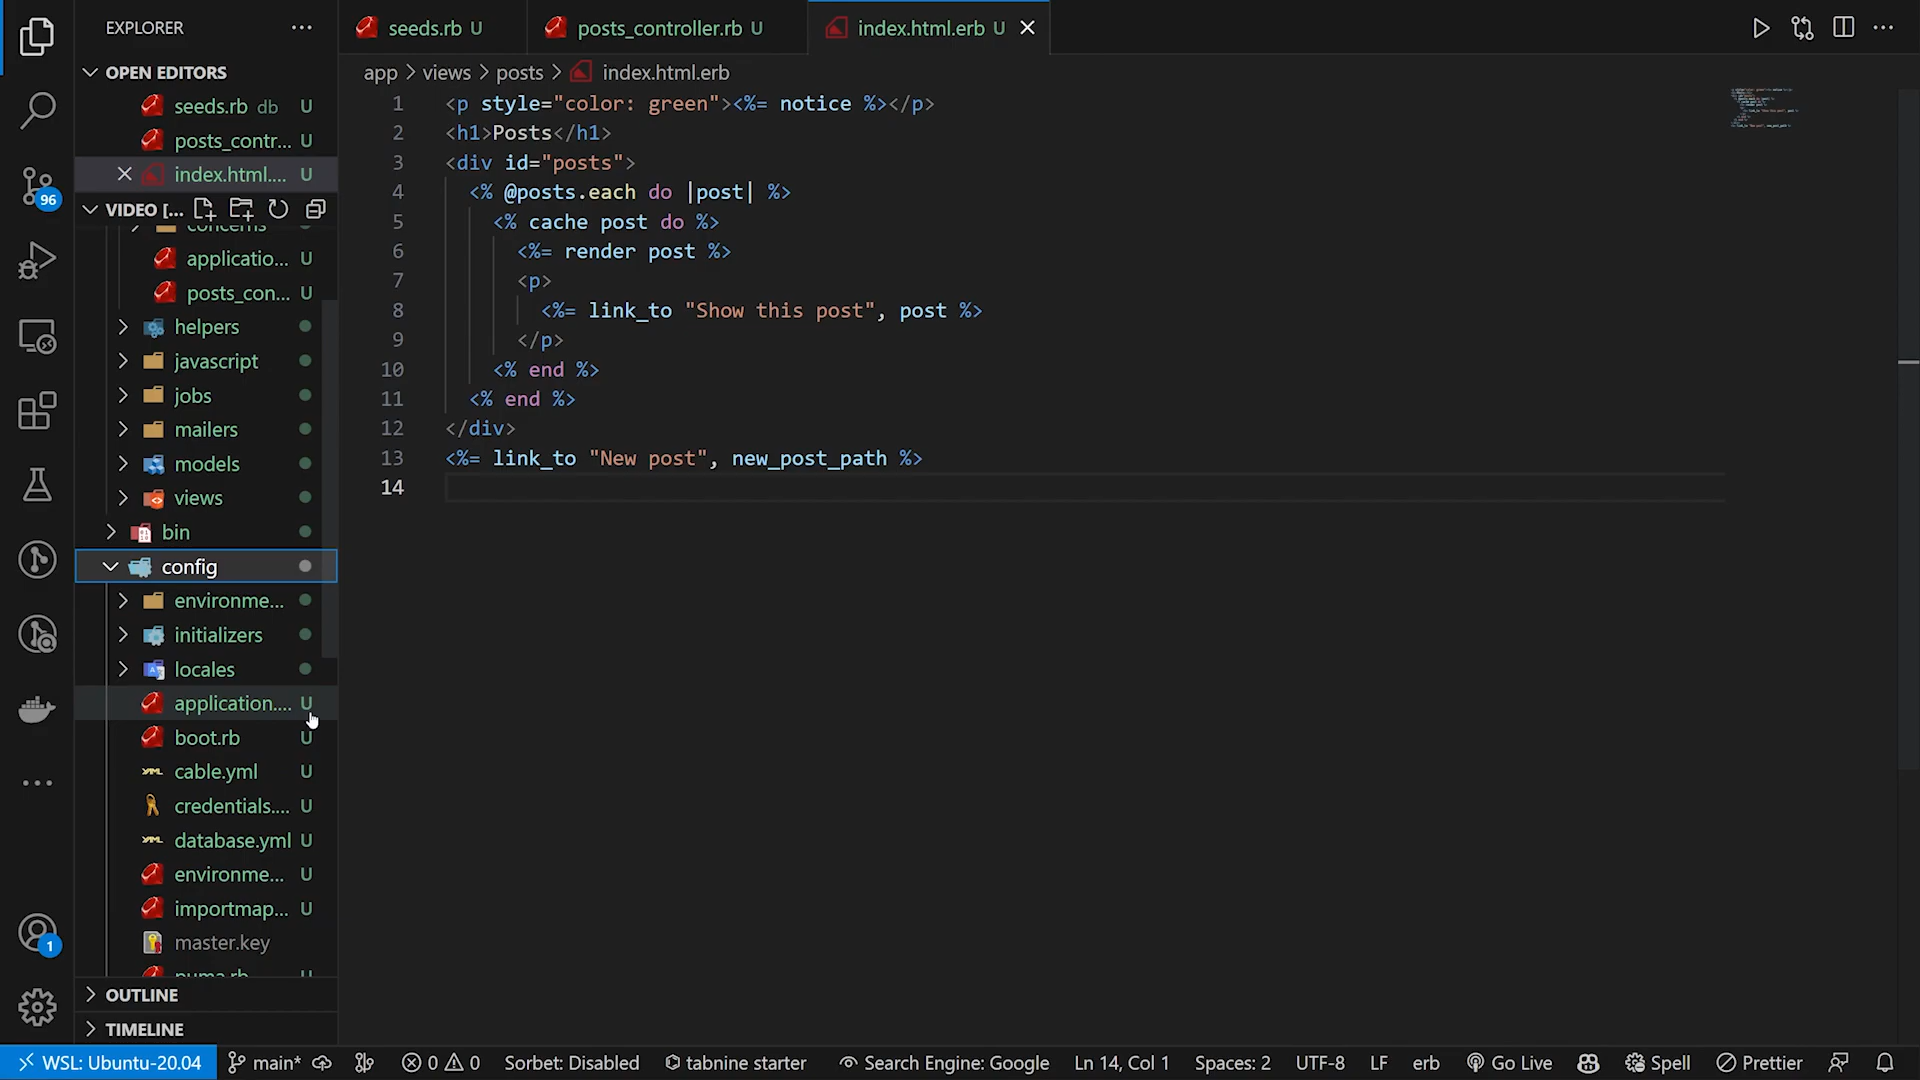 EXPLORER
OPEN EDITORS
seeds.rb db U
posts_contr... U
index.html.... U
VIDEO [...
concerns
applicatio... U
posts_con... U
helpers
javascript
jobs
mailers
models
views
bin
config
environme...
initializers
locales
application.... U
boot.rb U
cable.yml U
credentials.... U
database.yml U
environme... U
importmap... U
master.key
puma.rb U
OUTLINE
TIMELINE
96
1
seeds.rb U
posts_controller.rb U
index.html.erb U
app > views > posts > index.html.erb
1 <p style="color: green"><%= notice %></p>
2 <h1>Posts</h1>
3 <div id="posts">
4 <% @posts.each do |post| %>
5 <% cache post do %>
6 <%= render post %>
7 <p>
8 <%= link_to "Show this post", post %>
9 </p>
10 <% end %>
11 <% end %>
12 </div>
13 <%= link_to "New post", new_post_path %>
14
WSL: Ubuntu-20.04 main* 0 0 Sorbet: Disabled tabnine starter Search Engine: Google Ln 14, Col 1 Spaces: 2 UTF-8 LF erb Go Live Spell Prettier